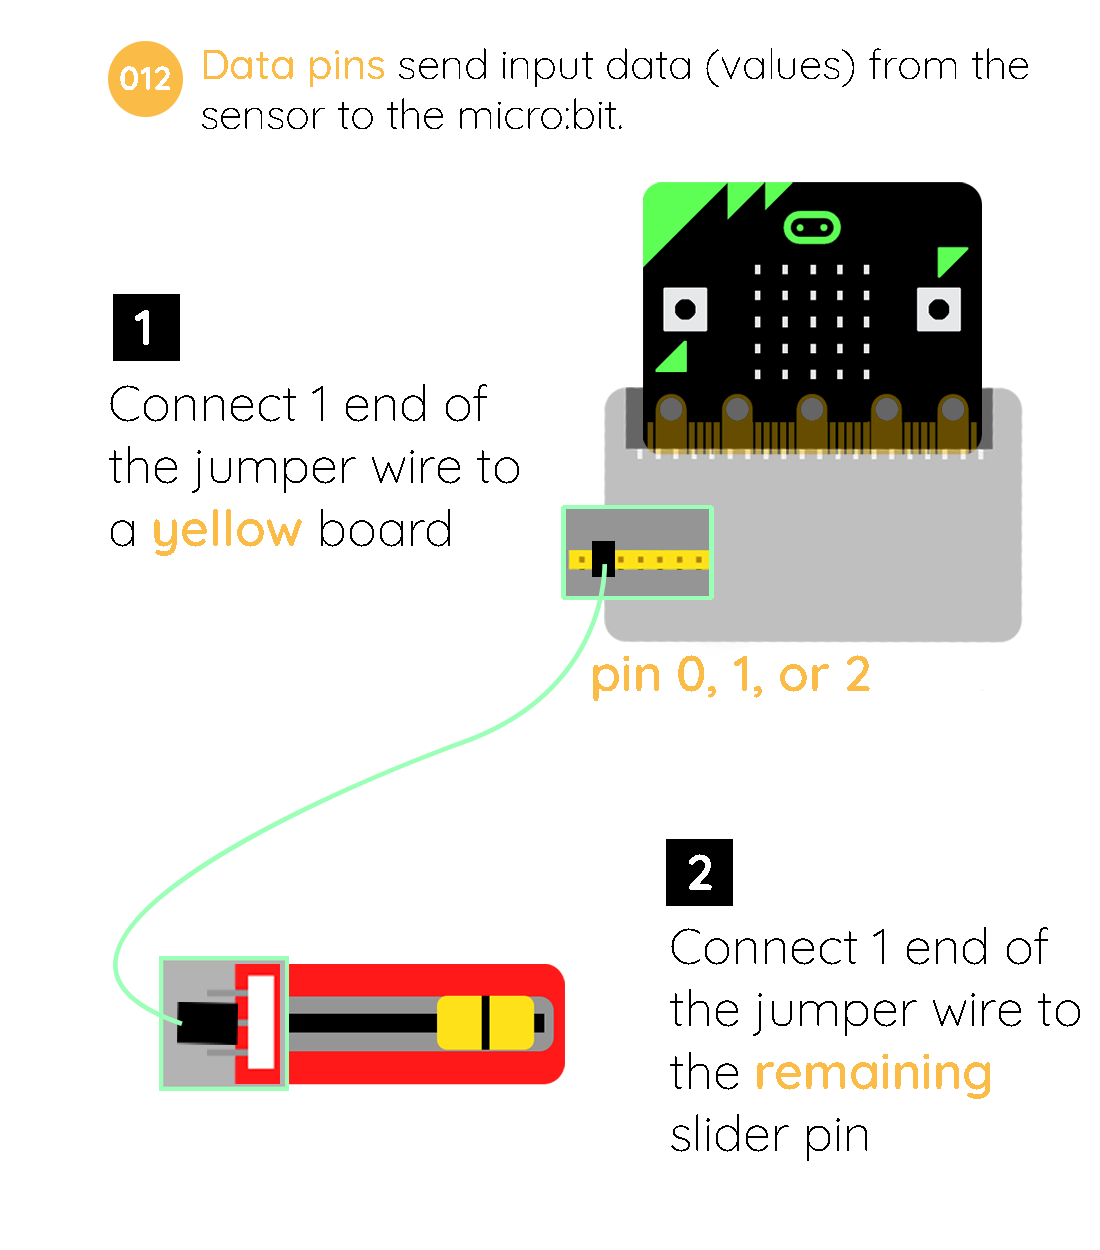 012
Data pins send input data (values) from the
sensor to the micro:bit.
1
Connect 1 end of
the jumper wire to
a yellow board
pin 0, 1, or 2
2
Connect 1 end of
the jumper wire to
the remaining
slider pin